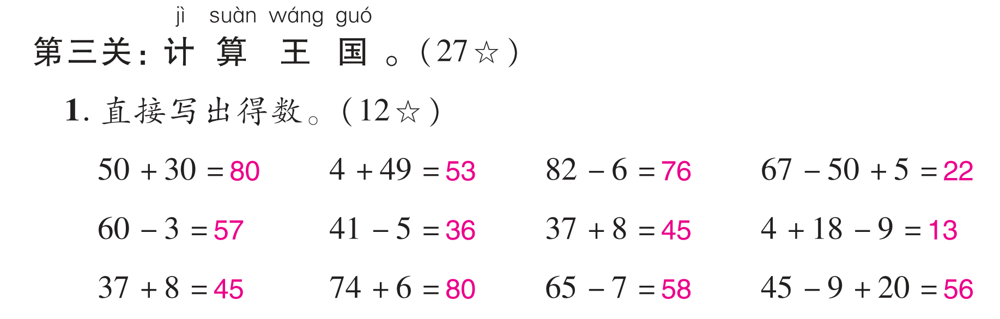 jì suàn wáng guó
第三关：计 算 王 国 。（27☆）
1. 直接写出得数。（12☆）
50 + 30 = 80 4 + 49 = 53 82 - 6 = 76 67 - 50 + 5 = 22
60 - 3 = 57 41 - 5 = 36 37 + 8 = 45 4 + 18 - 9 = 13
37 + 8 = 45 74 + 6 = 80 65 - 7 = 58 45 - 9 + 20 = 56